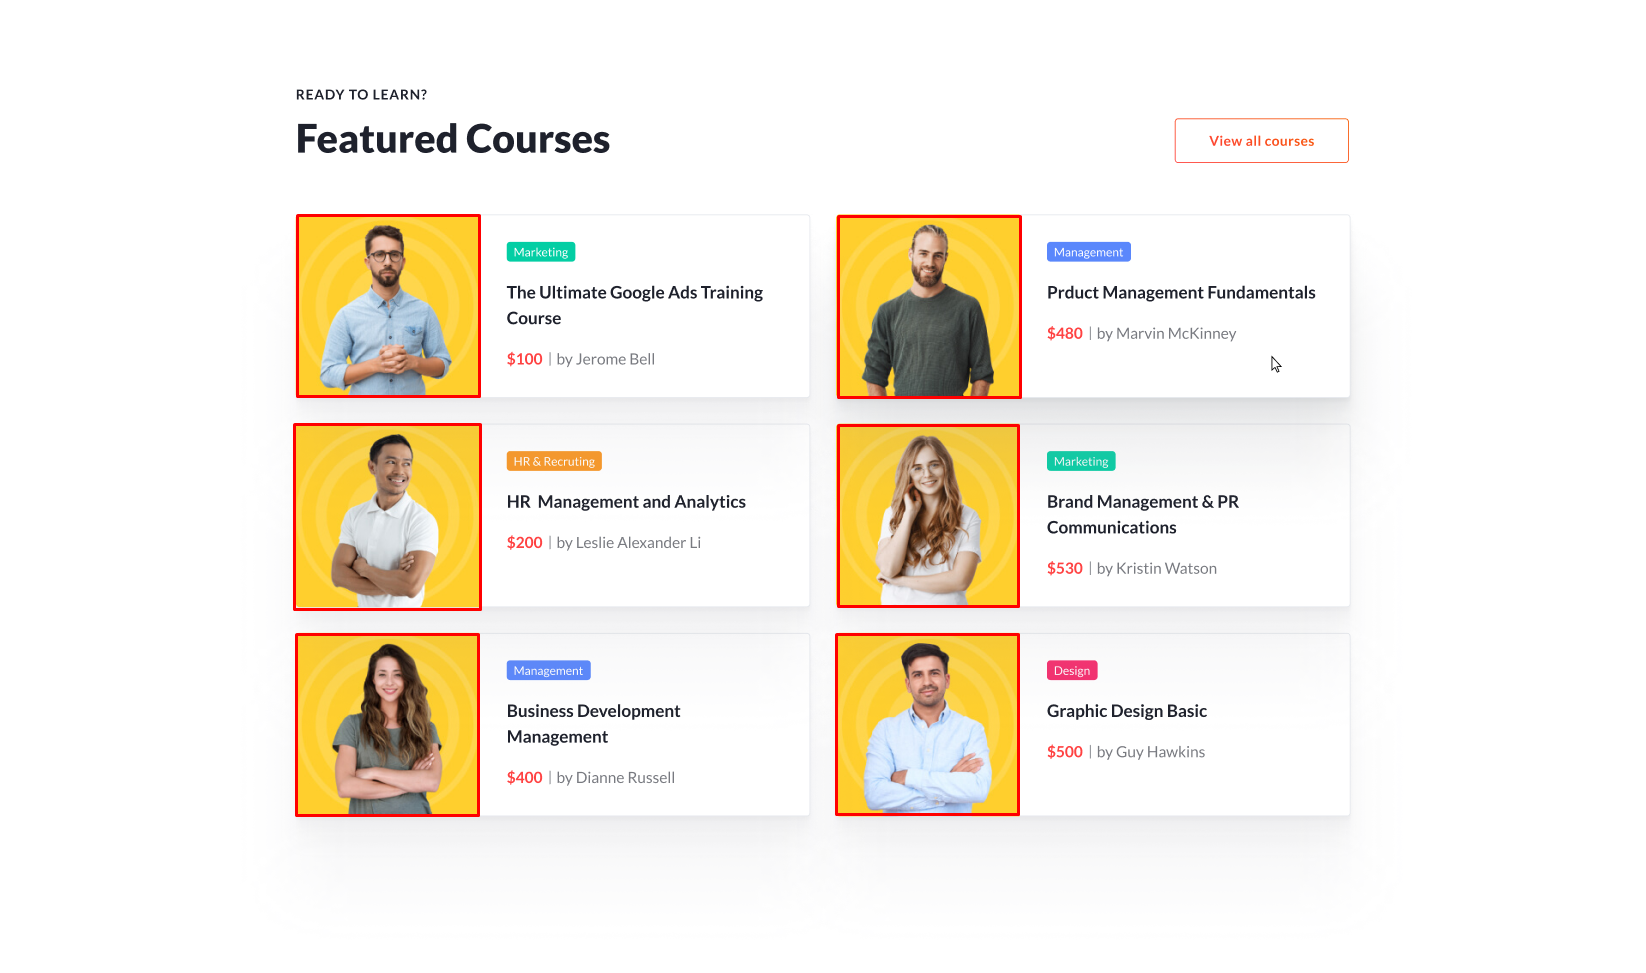 READY TO LEARN?
Featured Courses
View all courses
Marketing
The Ultimate Google Ads Training
Course
$100 | by Jerome Bell
Management
Prduct Management Fundamentals
$480 | by Marvin McKinney
HR & Recruting
HR  Management and Analytics
$200 | by Leslie Alexander Li
Marketing
Brand Management & PR
Communications
$530 | by Kristin Watson
Management
Business Development
Management
$400 | by Dianne Russell
Design
Graphic Design Basic
$500 | by Guy Hawkins